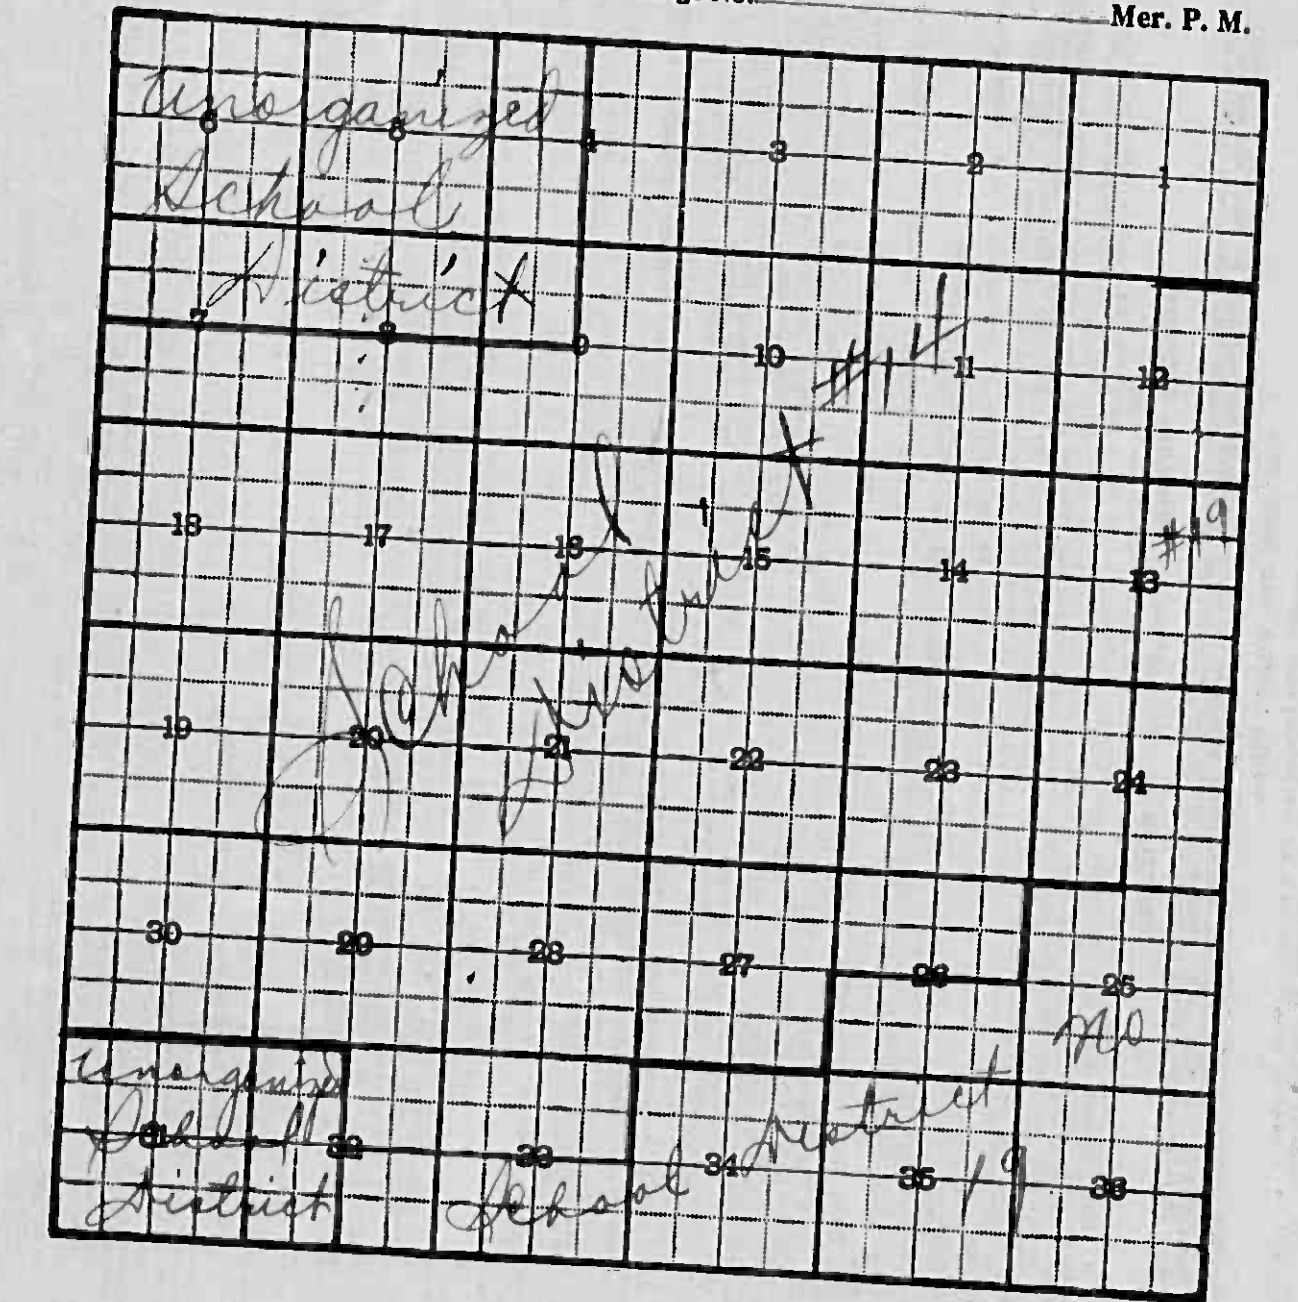 Mer. P. M.
Unorganized
School
District
6 5 4 3 2 1
7 8 9 10 11 12
School District #14
18 17 16 15 14 13
#19
19 20 21 22 23 24
30 29 28 27 26 25
Unorganized
School
District
31 32 33 34 35 36
School District No 19